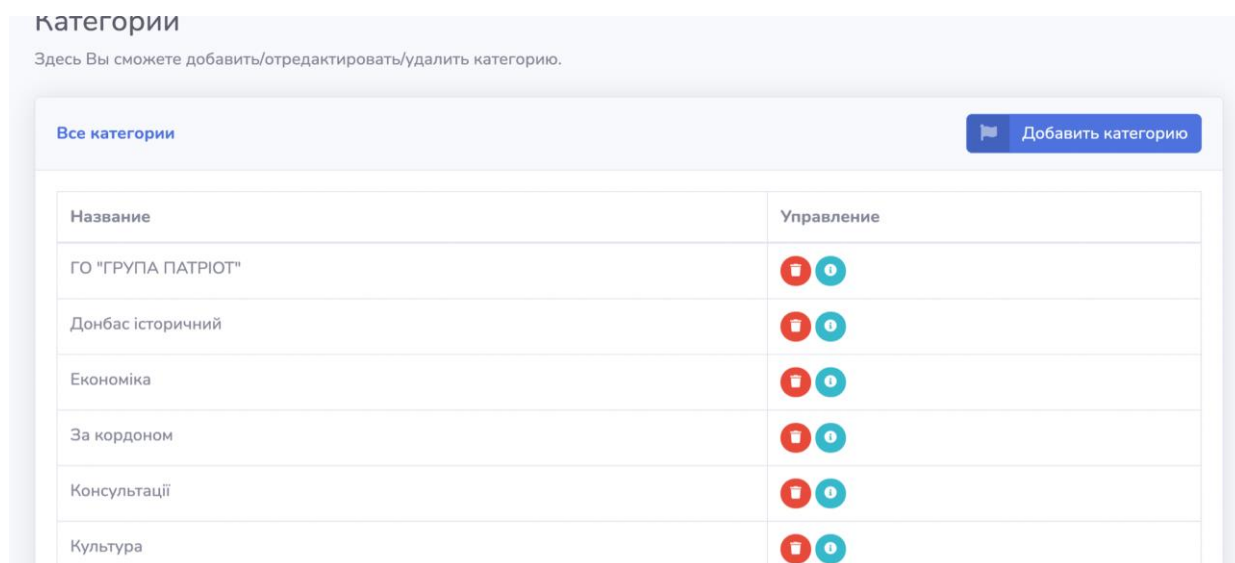 Категории
Здесь Вы сможете добавить/отредактировать/удалить категорию.
Все категории
Добавить категорию
Название Управление
ГО "ГРУПА ПАТРІОТ"
Донбас історичний
Економіка
За кордоном
Консультації
Культура